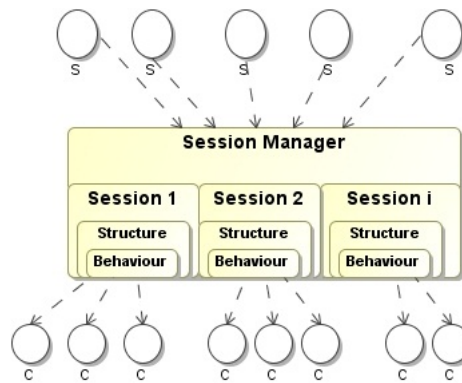 S S S S S
Session Manager
Session 1 Session 2 Session i
Structure Structure Structure
Behaviour Behaviour Behaviour
C C C C C C C C